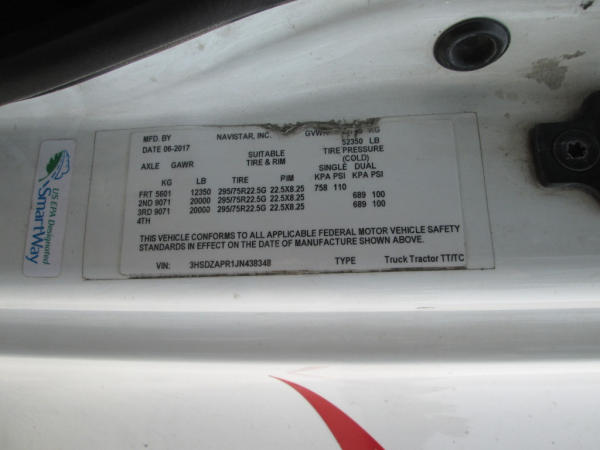 MFD. BY NAVISTAR, INC. GVWR KG
DATE 06-2017 52350 LB
SUITABLE TIRE PRESSURE
AXLE GAWR TIRE & RIM (COLD)
SINGLE DUAL
KG LB TIRE PIM KPA PSI KPA PSI
FRT 5601 12350 295/75R22.5G 22.5X8.25 758 110
2ND 9071 20000 295/75R22.5G 22.5X8.25 689 100
3RD 9071 20000 295/75R22.5G 22.5X8.25 689 100
4TH
THIS VEHICLE CONFORMS TO ALL APPLICABLE FEDERAL MOTOR VEHICLE SAFETY
STANDARDS IN EFFECT ON THE DATE OF MANUFACTURE SHOWN ABOVE.
VIN: 3HSDZAPR1JN438348 TYPE Truck Tractor TT/TC
US EPA Designated
SmartWay